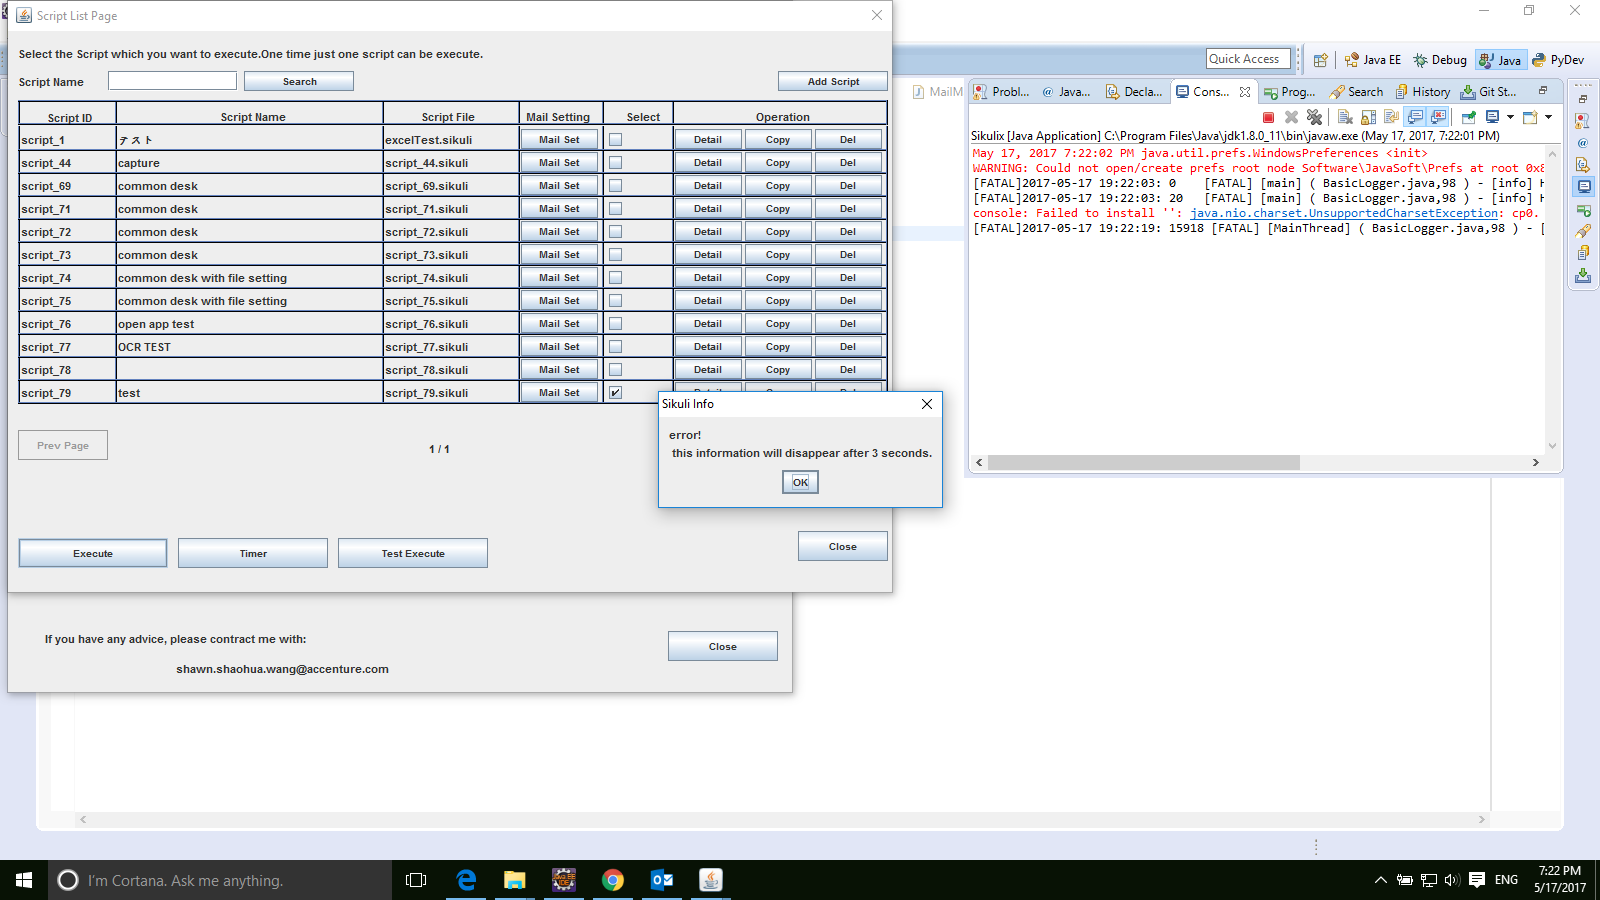 Script List Page
Select the Script which you want to execute.One time just one script can be execute.
Script Name
Search
Add Script
Script ID Script Name Script File Mail Setting Select Operation
script_1 テスト excelTest.sikuli Mail Set Detail Copy Del
script_44 capture script_44.sikuli Mail Set Detail Copy Del
script_69 common desk script_69.sikuli Mail Set Detail Copy Del
script_71 common desk script_71.sikuli Mail Set Detail Copy Del
script_72 common desk script_72.sikuli Mail Set Detail Copy Del
script_73 common desk script_73.sikuli Mail Set Detail Copy Del
script_74 common desk with file setting script_74.sikuli Mail Set Detail Copy Del
script_75 common desk with file setting script_75.sikuli Mail Set Detail Copy Del
script_76 open app test script_76.sikuli Mail Set Detail Copy Del
script_77 OCR TEST script_77.sikuli Mail Set Detail Copy Del
script_78 script_78.sikuli Mail Set Detail Copy Del
script_79 test script_79.sikuli Mail Set
Prev Page
1 / 1
Sikuli Info
error!
this information will disappear after 3 seconds.
OK
Execute
Timer
Test Execute
Close
If you have any advice, please contract me with:
shawn.shaohua.wang@accenture.com
Close
Quick Access
Java EE
Debug
Java
PyDev
MailM
Probl...
Java...
Decla...
Cons...
Prog...
Search
History
Git St...
Sikulix [Java Application] C:\Program Files\Java\jdk1.8.0_11\bin\javaw.exe (May 17, 2017, 7:22:01 PM)
May 17, 2017 7:22:02 PM java.util.prefs.WindowsPreferences <init>
WARNING: Could not open/create prefs root node Software\JavaSoft\Prefs at root 0x8
[FATAL]2017-05-17 19:22:03: 0 [FATAL] [main] ( BasicLogger.java,98 ) - [info] H
[FATAL]2017-05-17 19:22:03: 20 [FATAL] [main] ( BasicLogger.java,98 ) - [info] H
console: Failed to install '': java.nio.charset.UnsupportedCharsetException: cp0.
[FATAL]2017-05-17 19:22:19: 15918 [FATAL] [MainThread] ( BasicLogger.java,98 ) - [
I'm Cortana. Ask me anything.
ENG
7:22 PM
5/17/2017